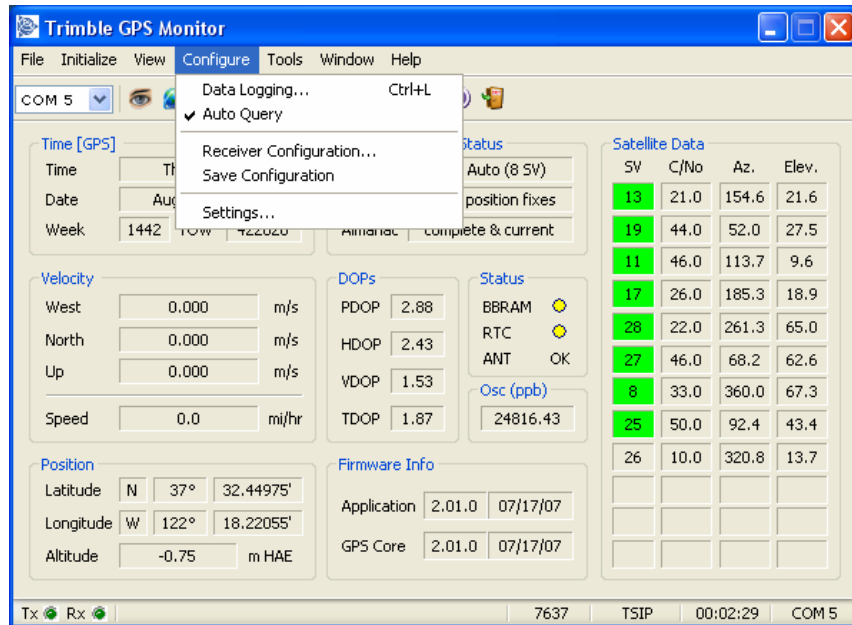 Trimble GPS Monitor
File Initialize View Configure Tools Window Help
COM 5
Data Logging... Ctrl+L
Auto Query
Receiver Configuration...
Save Configuration
Settings...
Time [GPS]
Time
Date
Week 1442 TOW 422626
Status
Auto (8 SV)
position fixes
Almanac complete & current
Velocity
West 0.000 m/s
North 0.000 m/s
Up 0.000 m/s
Speed 0.0 mi/hr
DOPs
PDOP 2.88
HDOP 2.43
VDOP 1.53
TDOP 1.87
Status
BBRAM
RTC
ANT OK
Osc (ppb)
24816.43
Position
Latitude N 37° 32.44975'
Longitude W 122° 18.22055'
Altitude -0.75 m HAE
Firmware Info
Application 2.01.0 07/17/07
GPS Core 2.01.0 07/17/07
Satellite Data
SV C/No Az. Elev.
13 21.0 154.6 21.6
19 44.0 52.0 27.5
11 46.0 113.7 9.6
17 26.0 185.3 18.9
28 22.0 261.3 65.0
27 46.0 68.2 62.6
8 33.0 360.0 67.3
25 50.0 92.4 43.4
26 10.0 320.8 13.7
Tx Rx 7637 TSIP 00:02:29 COM 5